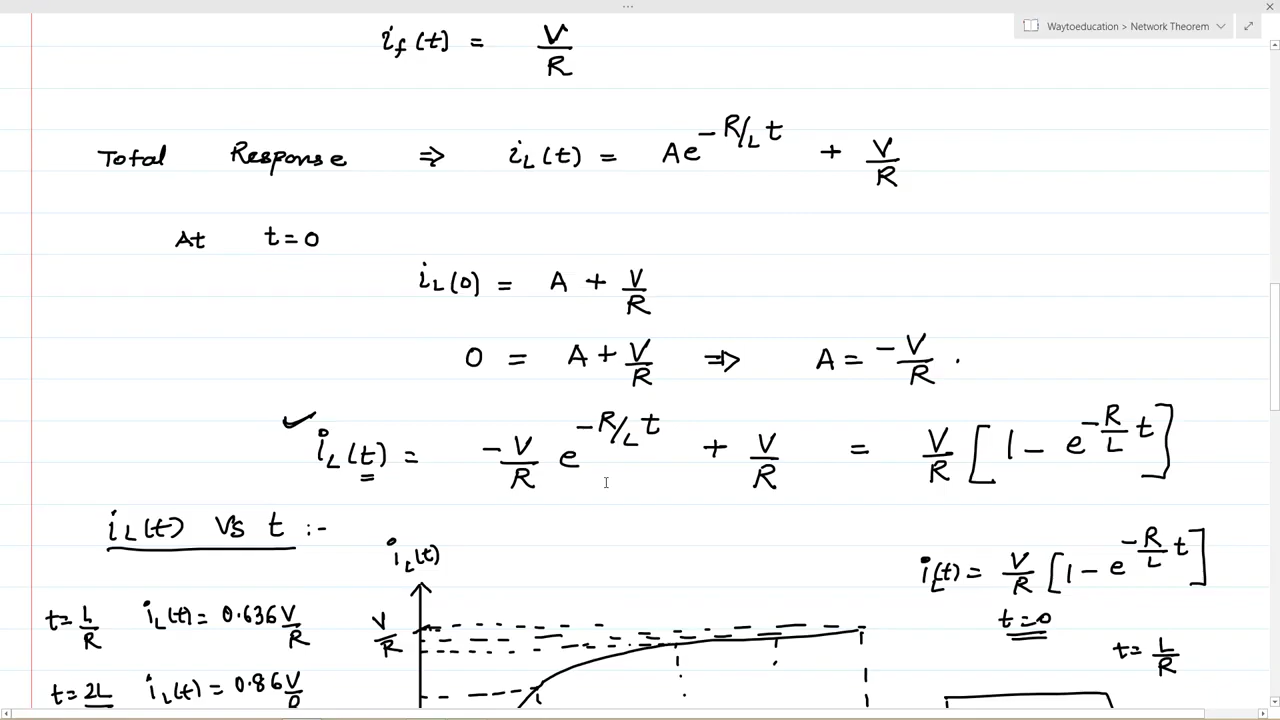 Waytoeducation > Network Theorem
i_f(t) = V/R
Total Response ⇒ i_L(t) = Ae^(-R/L t) + V/R
At t=0
i_L(0) = A + V/R
0 = A + V/R ⇒ A = -V/R .
✓ i_L(t) = -V/R e^(-R/L t) + V/R = V/R [1 - e^(-R/L t)]
i_L(t) Vs t :-
i_L(t)
i_L(t) = V/R [1 - e^(-R/L t)]
t=0
t= L/R i_L(t) = 0.636 V/R
V/R
t= L/R
t= 2L i_L(t) = 0.86 V